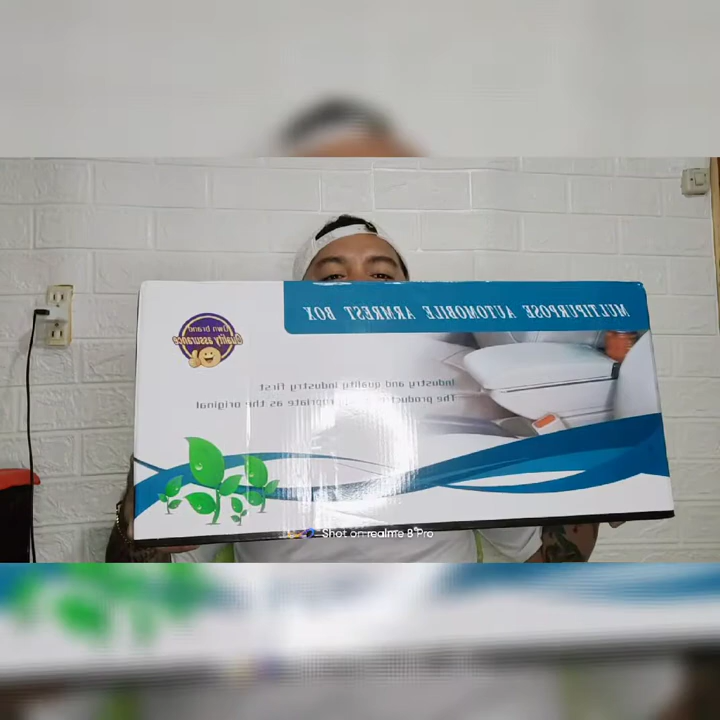 MULTIPURPOSE AUTOMOBILE ARMREST BOX
Own brand
Quality assurance
Industry and quality industry first
The product as the original
Shot on realme 8 Pro